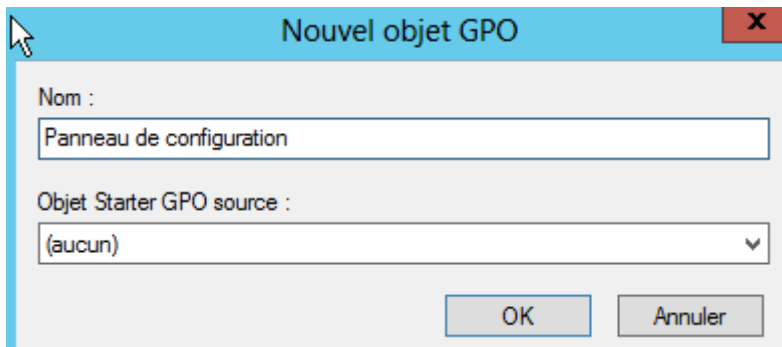 Nouvel objet GPO
x
Nom :
Panneau de configuration
Objet Starter GPO source :
(aucun)
OK
Annuler